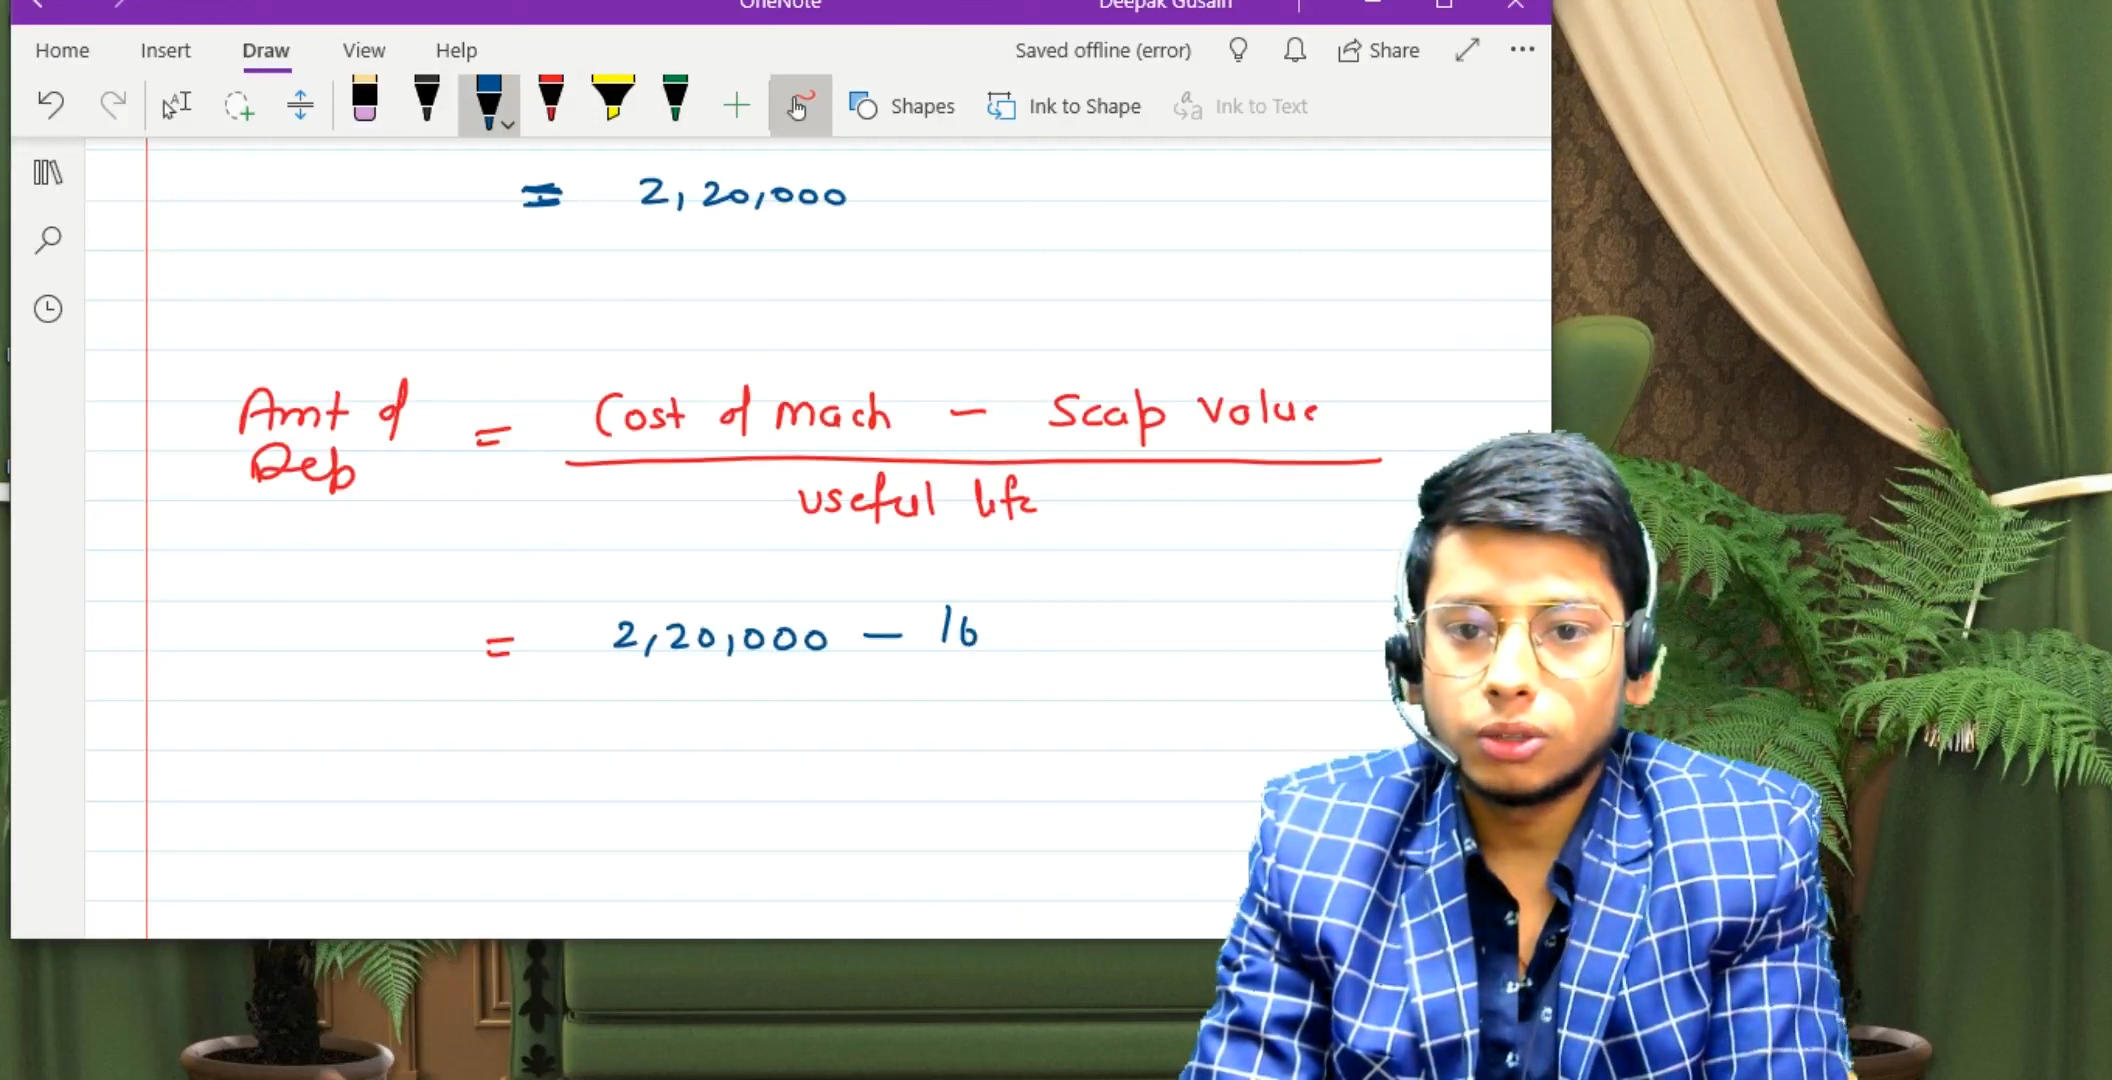 OneNote
Deepak Gusain
Home Insert Draw View Help Saved offline (error) Share
Shapes Ink to Shape Ink to Text
= 2,20,000
Amt of Dep = Cost of mach - Scap value
useful life
= 2,20,000 - 16